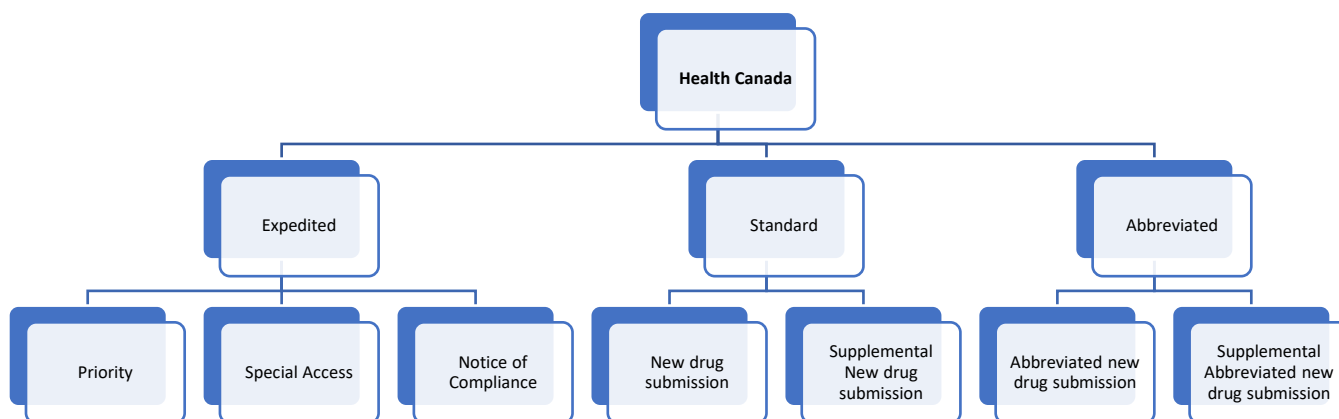 Health Canada
Expedited
Standard
Abbreviated
Priority
Special Access
Notice of
Compliance
New drug
submission
Supplemental
New drug
submission
Abbreviated new
drug submission
Supplemental
Abbreviated new
drug submission